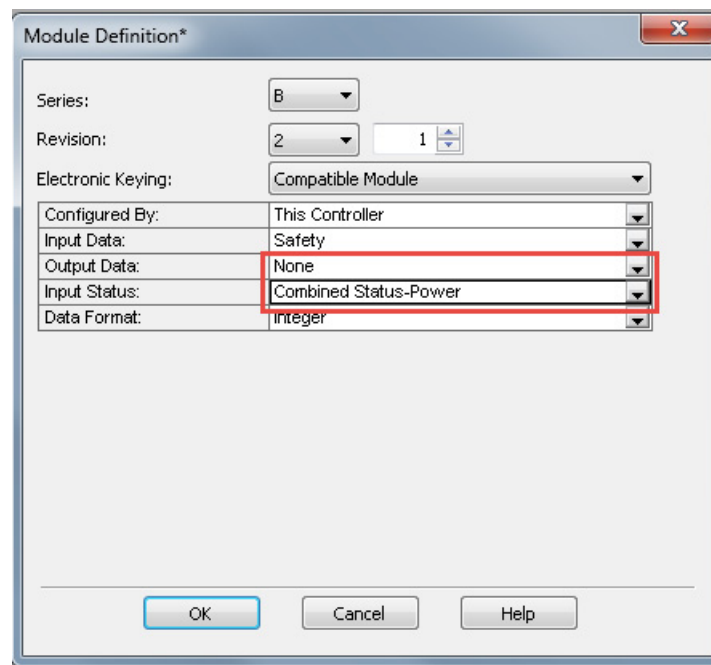 Module Definition*
x
Series: B
Revision: 2 1
Electronic Keying: Compatible Module
Configured By: This Controller
Input Data: Safety
Output Data: None
Input Status: Combined Status-Power
Data Format: Integer
OK Cancel Help